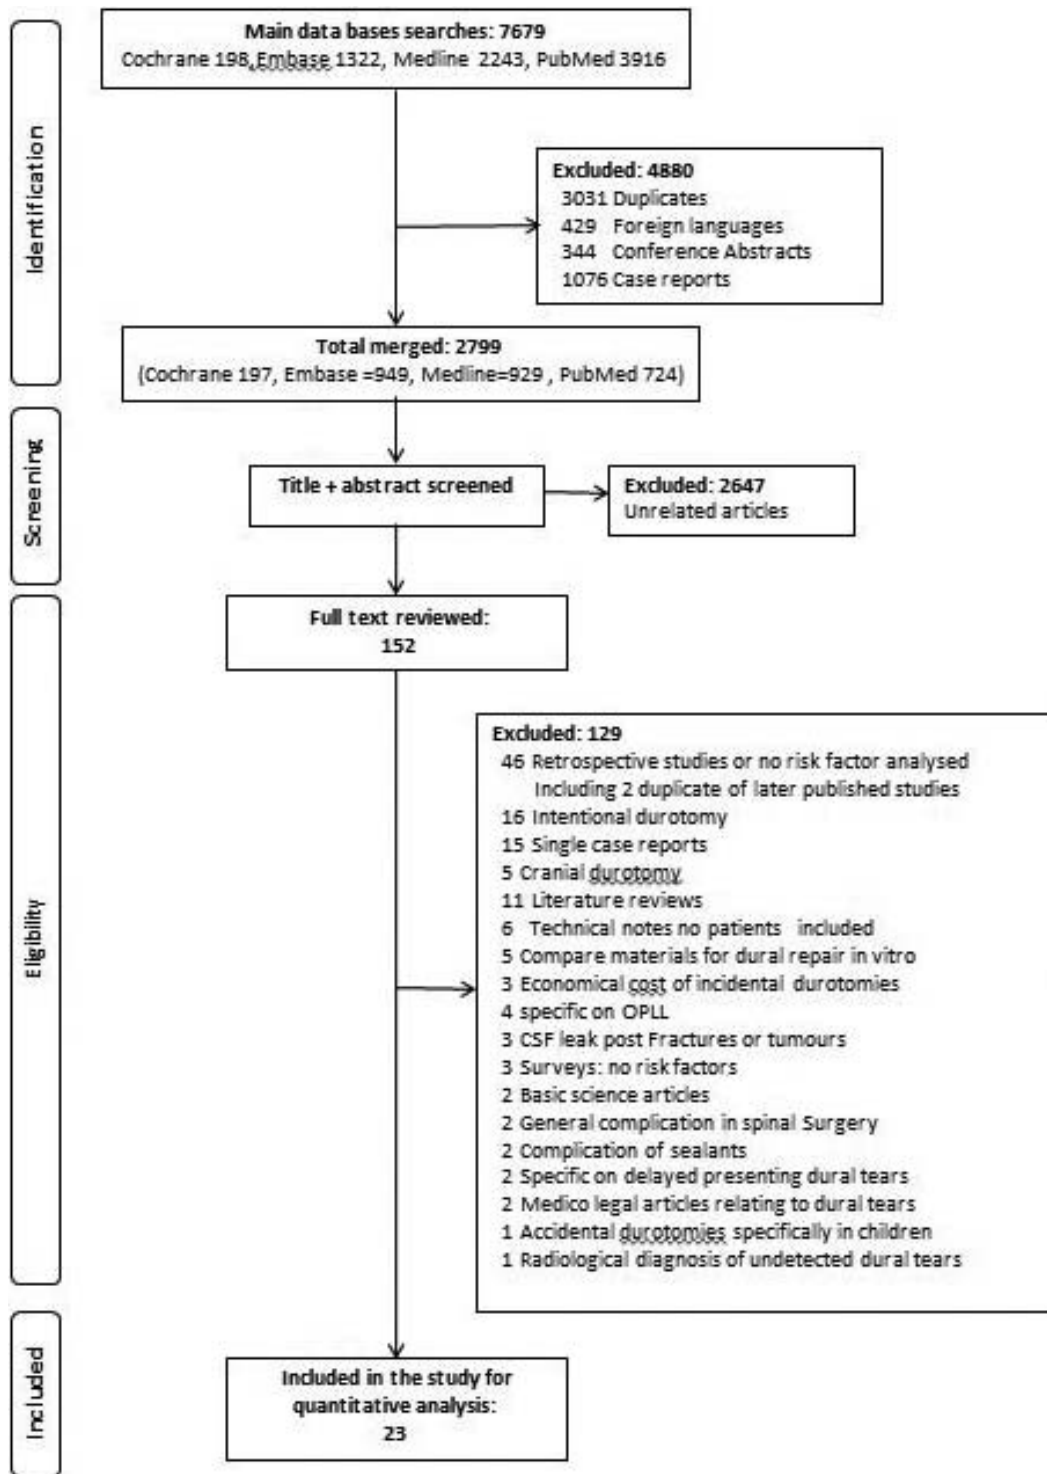 Identification
Main data bases searches: 7679
Cochrane 198,Embase 1322, Medline 2243, PubMed 3916
Excluded: 4880
3031 Duplicates
429 Foreign languages
344 Conference Abstracts
1076 Case reports
Total merged: 2799
(Cochrane 197, Embase =949, Medline=929 , PubMed 724)
Screening
Title + abstract screened
Excluded: 2647
Unrelated articles
Eligibility
Full text reviewed:
152
Excluded: 129
46 Retrospective studies or no risk factor analysed
Including 2 duplicate of later published studies
16 Intentional durotomy
15 Single case reports
5 Cranial durotomy
11 Literature reviews
6 Technical notes no patients included
5 Compare materials for dural repair in vitro
3 Economical cost of incidental durotomies
4 specific on OPLL
3 CSF leak post Fractures or tumours
3 Surveys: no risk factors
2 Basic science articles
2 General complication in spinal Surgery
2 Complication of sealants
2 Specific on delayed presenting dural tears
2 Medico legal articles relating to dural tears
1 Accidental durotomies specifically in children
1 Radiological diagnosis of undetected dural tears
Included
Included in the study for
quantitative analysis:
23